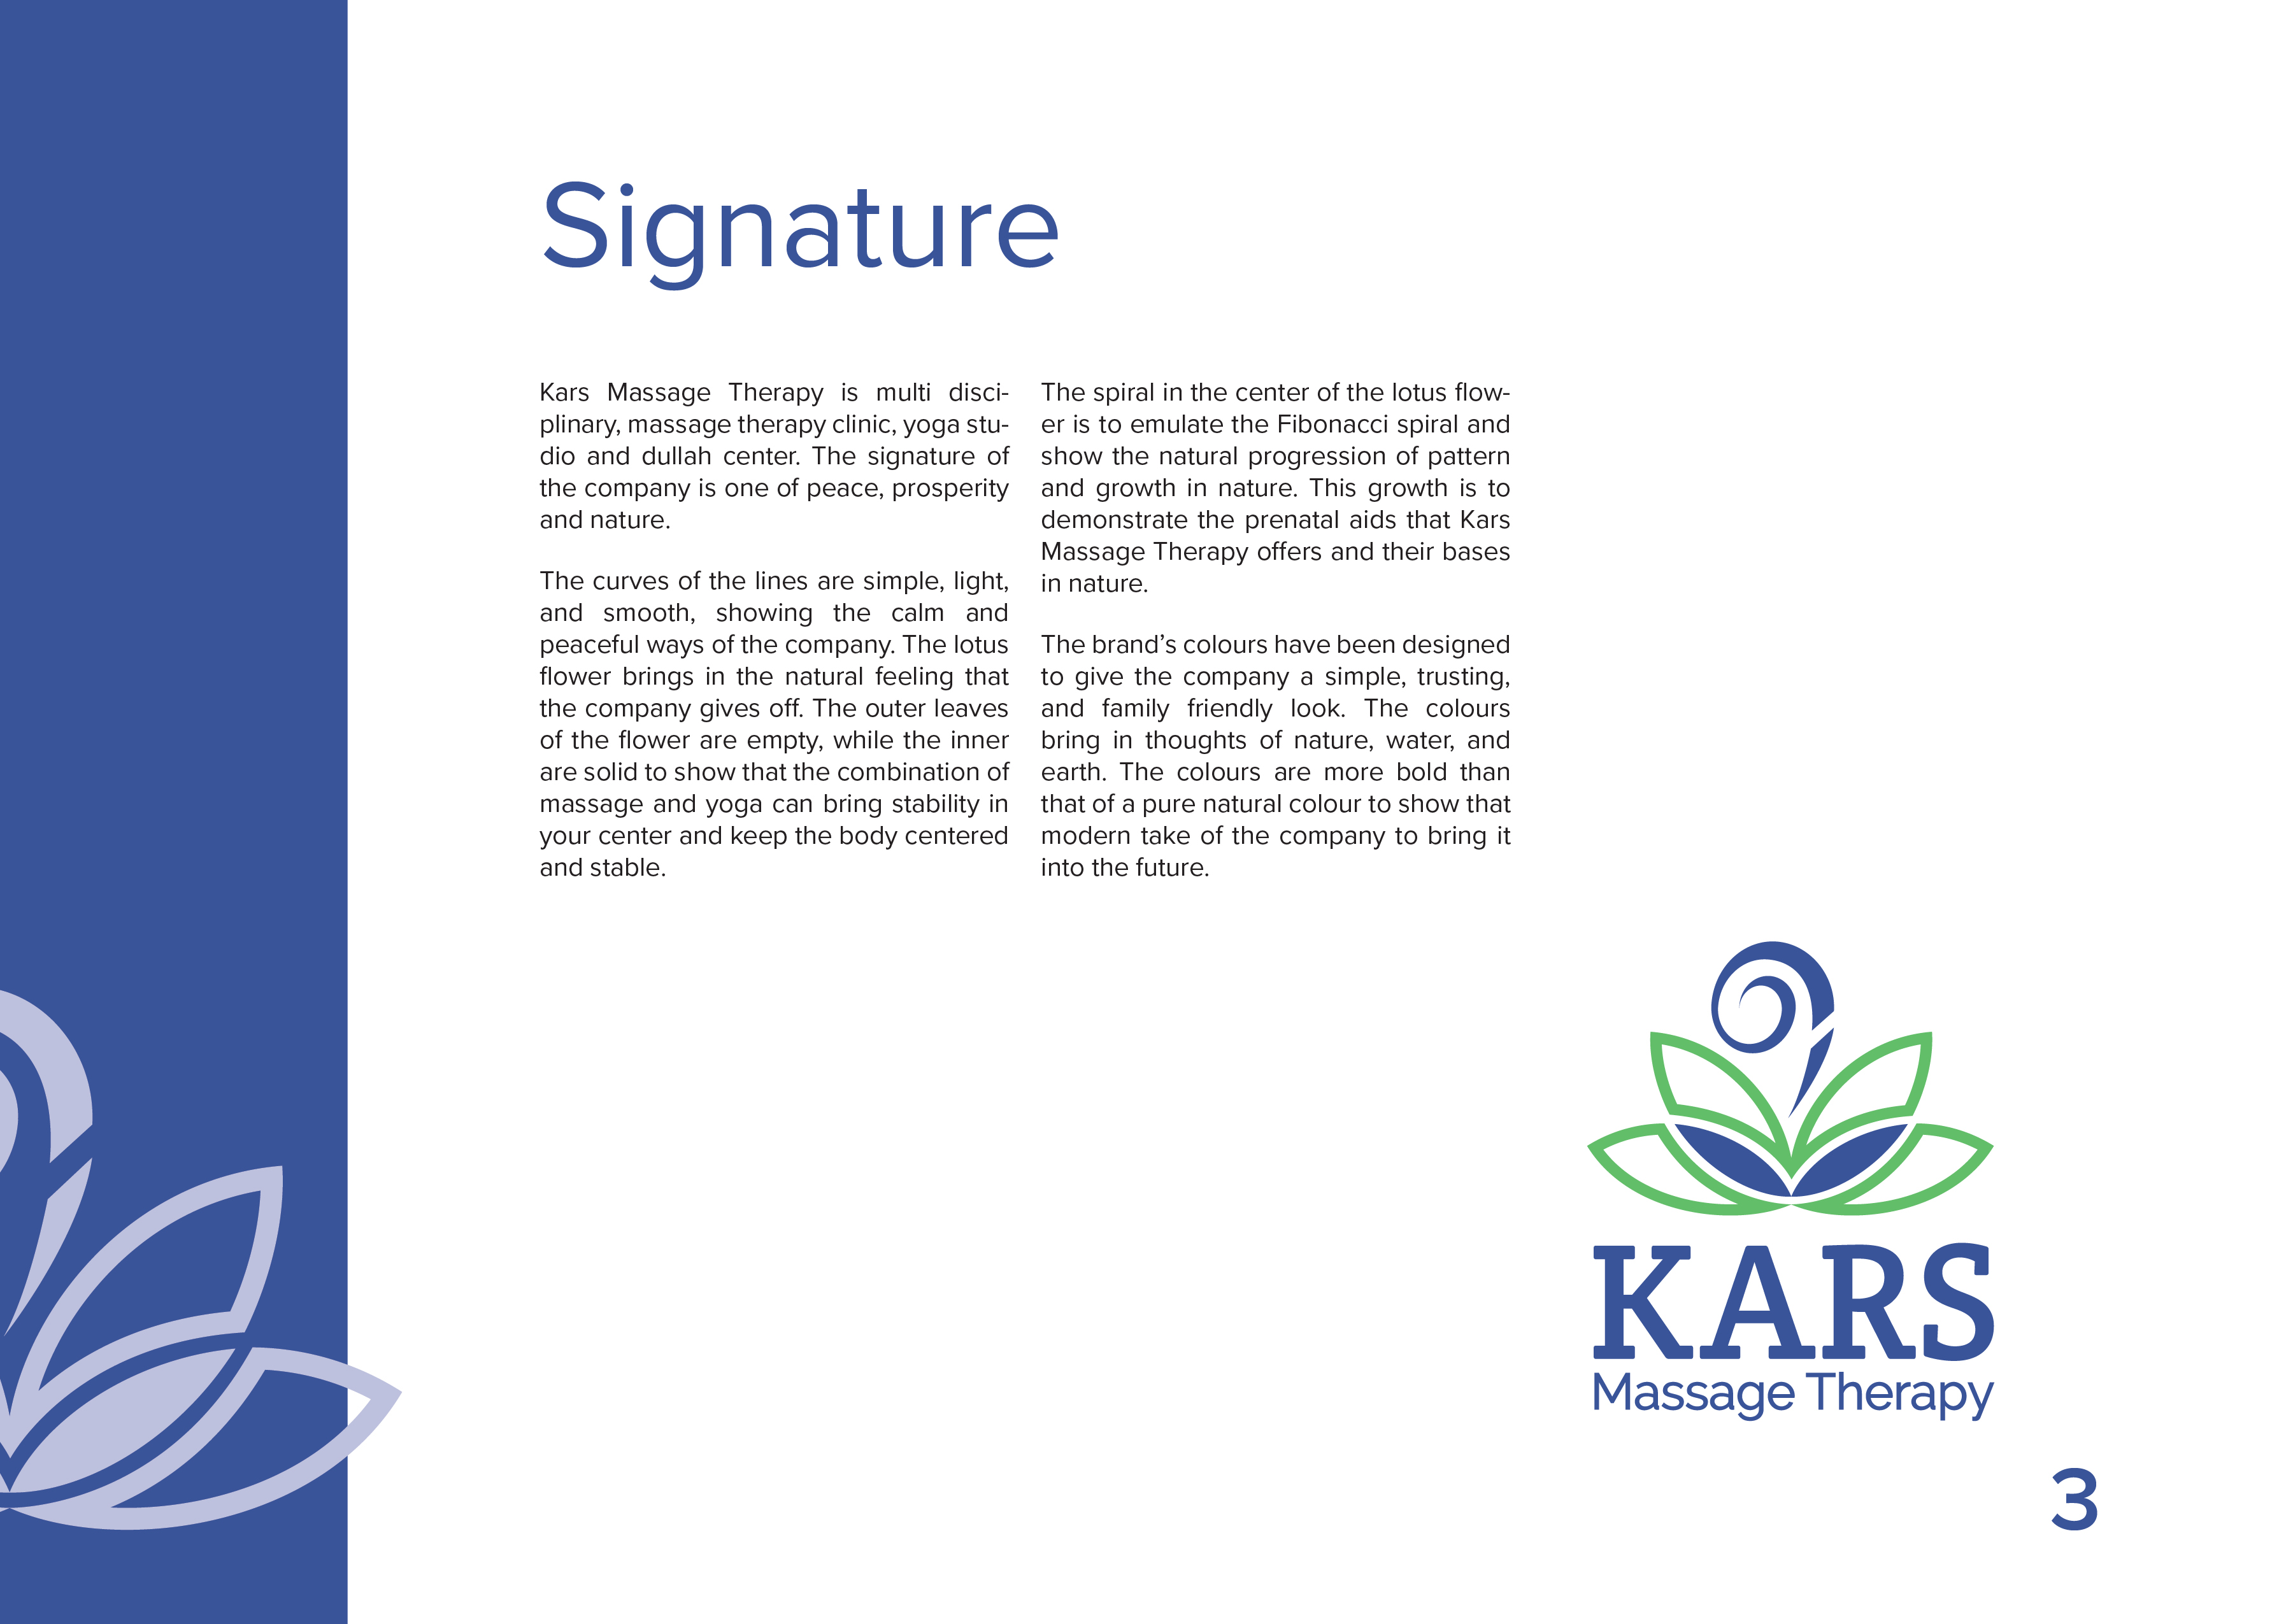 Signature
Kars Massage Therapy is multi disci-
plinary, massage therapy clinic, yoga stu-
dio and dullah center. The signature of
the company is one of peace, prosperity
and nature.
The curves of the lines are simple, light,
and smooth, showing the calm and
peaceful ways of the company. The lotus
flower brings in the natural feeling that
the company gives off. The outer leaves
of the flower are empty, while the inner
are solid to show that the combination of
massage and yoga can bring stability in
your center and keep the body centered
and stable.
The spiral in the center of the lotus flow-
er is to emulate the Fibonacci spiral and
show the natural progression of pattern
and growth in nature. This growth is to
demonstrate the prenatal aids that Kars
Massage Therapy offers and their bases
in nature.
The brand’s colours have been designed
to give the company a simple, trusting,
and family friendly look. The colours
bring in thoughts of nature, water, and
earth. The colours are more bold than
that of a pure natural colour to show that
modern take of the company to bring it
into the future.
KARS
Massage Therapy
3